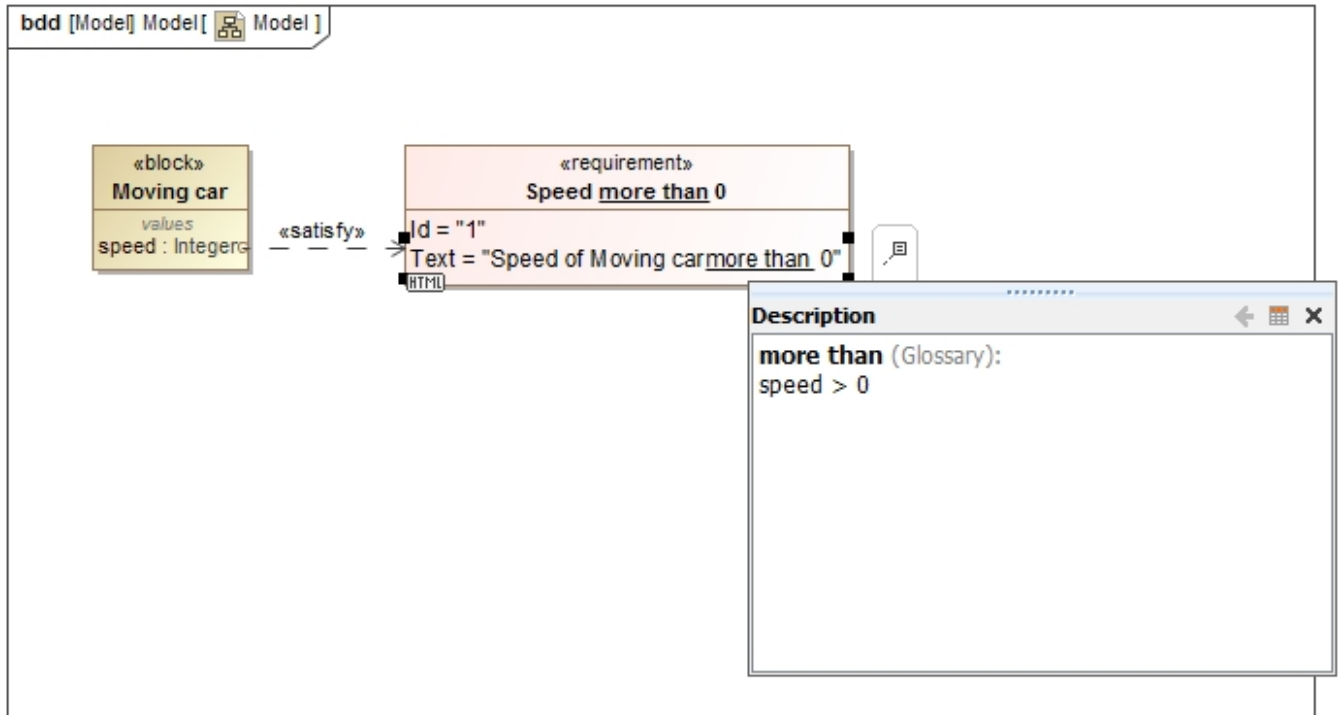 bdd [Model] Model [ Model ]
«block»
Moving car
values
speed : Integer
«satisfy»
«requirement»
Speed more than 0
Id = "1"
Text = "Speed of Moving carmore than 0"
HTML
Description
more than (Glossary):
speed > 0